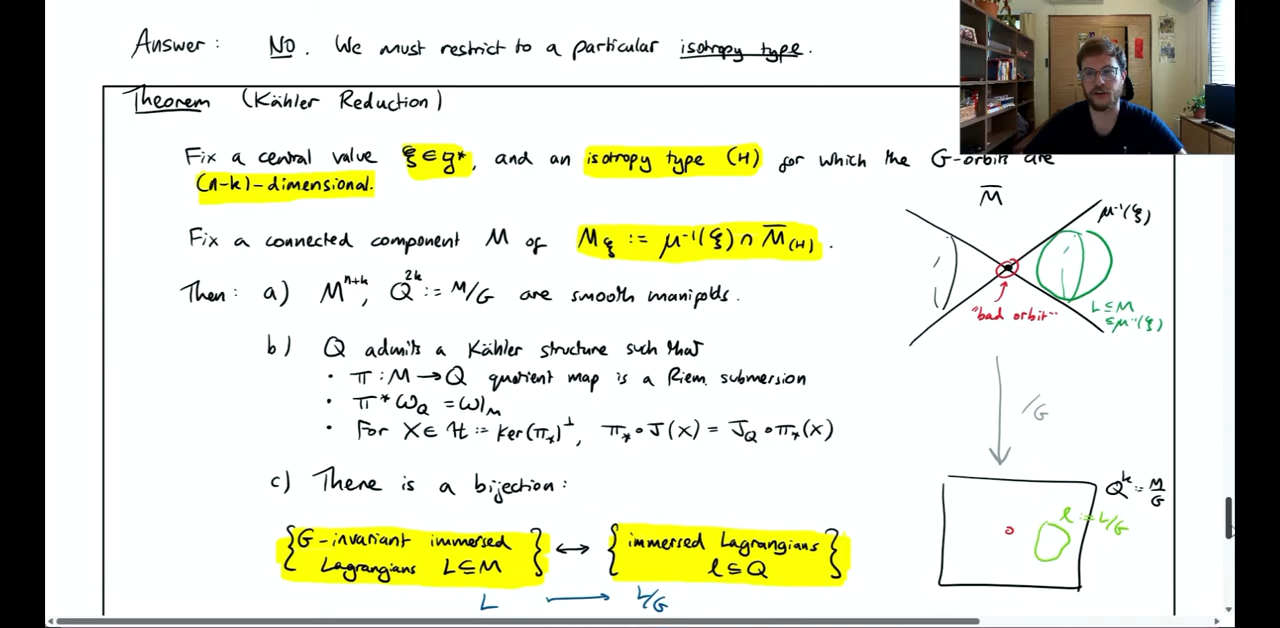 Answer : NO. We must restrict to a particular isotropy type.
Theorem (Kähler Reduction)
Fix a central value ξ ∈ g*, and an isotropy type (H) for which the G-orbits are
(n-k)-dimensional.
Fix a connected component M of M_ξ := μ⁻¹(ξ) ∩ M̅_(H).
Then : a) Mⁿ⁺ᵏ, Q²ᵏ := M/G are smooth manifolds.
b) Q admits a Kähler structure such that
• π : M → Q quotient map is a Riem. submersion
• π* ω_Q = ω|_M
• For X ∈ H := ker(π_*)^⊥, π_* ∘ J(X) = J_Q ∘ π_*(X)
c) There is a bijection :
{G-invariant immersed Lagrangians L ⊆ M} ↔ {immersed Lagrangians ℓ ⊆ Q}
L ⟶ L/G
M̅
μ⁻¹(ξ)
"bad orbit"
L ⊆ M
⊆ μ⁻¹(ξ)
/G
Qᵏ := M/G
ℓ := L/G